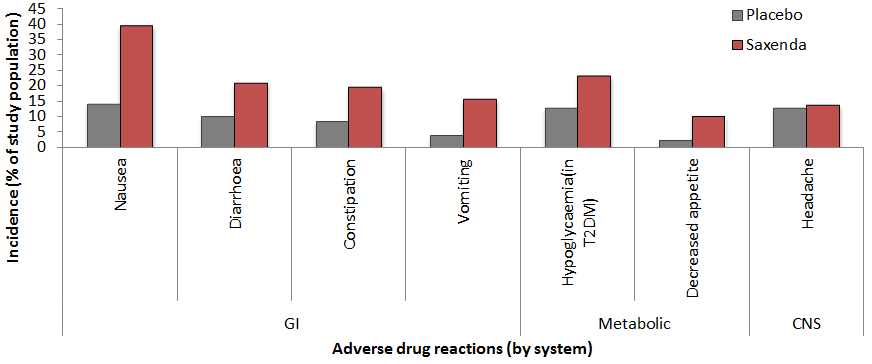 Incidence (% of study population)
45
40
35
30
25
20
15
10
5
0
Placebo
Saxenda
Nausea
Diarrhoea
Constipation
Vomiting
Hypoglycaemia(in
T2DM)
Decreased appetite
Headache
GI
Metabolic
CNS
Adverse drug reactions (by system)